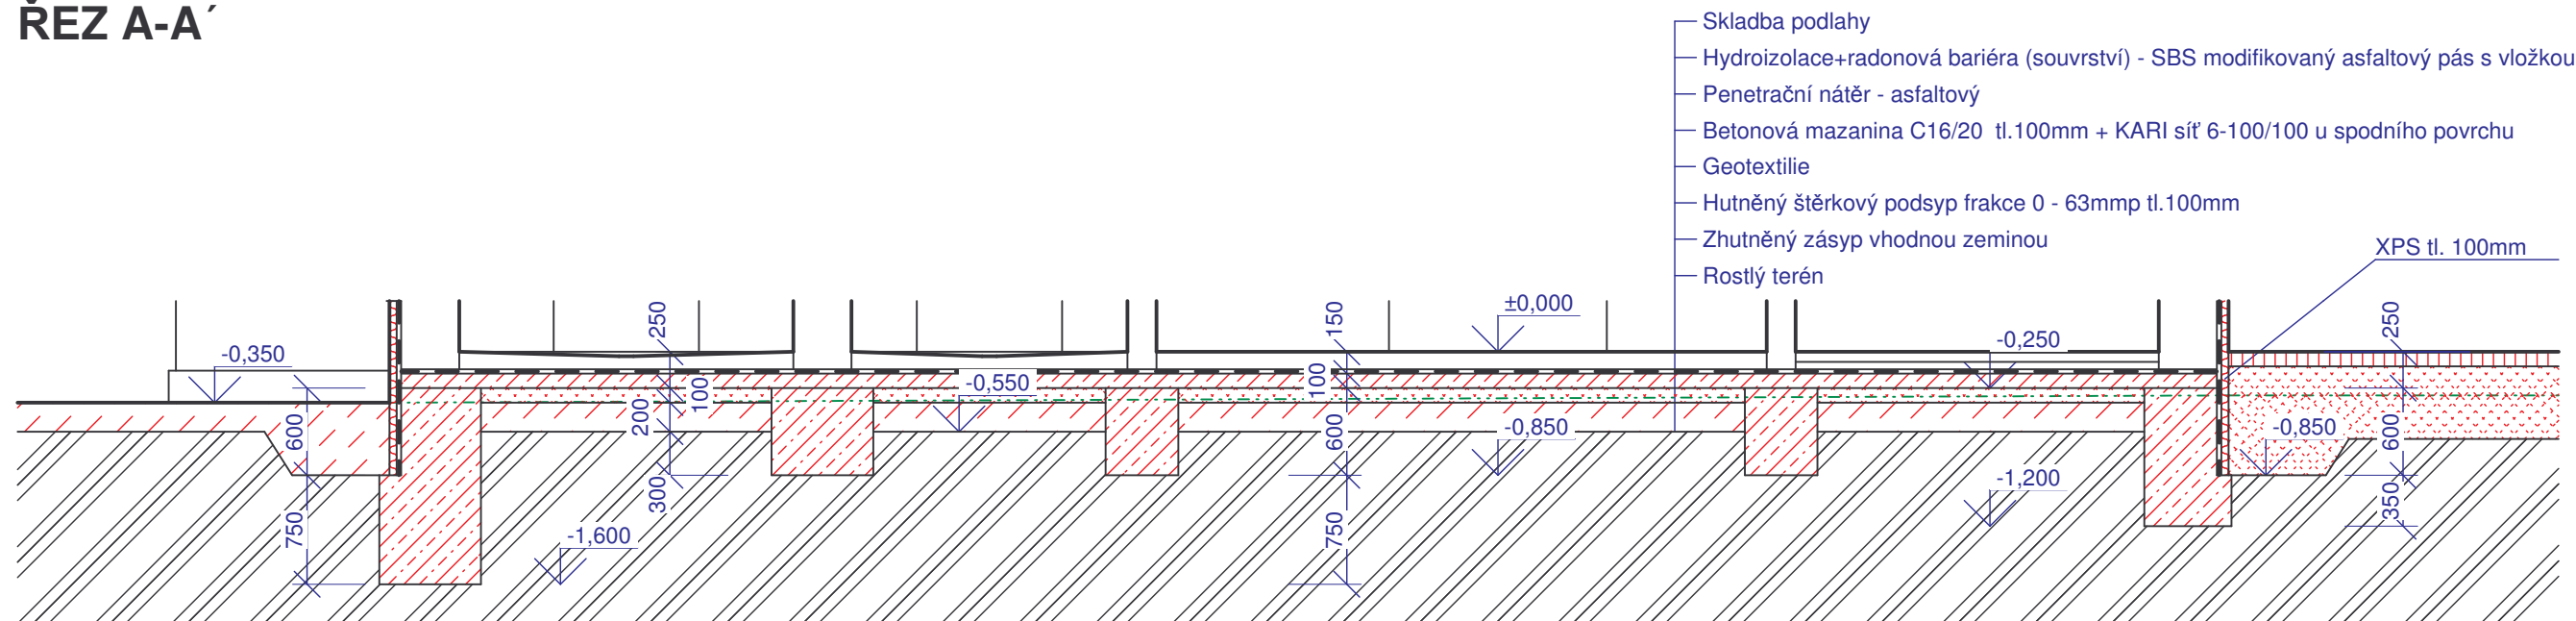 ŘEZ A-A´
Skladba podlahy
Hydroizolace+radonová bariéra (souvrství) - SBS modifikovaný asfaltový pás s vložkou
Penetrační nátěr - asfaltový
Betonová mazanina C16/20 tl.100mm + KARI síť 6-100/100 u spodního povrchu
Geotextilie
Hutněný štěrkový podsyp frakce 0 - 63mmp tl.100mm
Zhutněný zásyp vhodnou zeminou
Rostlý terén
XPS tl. 100mm
-0,350
600
750
-1,600
250
100
200
300
-0,550
150
100
600
750
±0,000
-0,850
-0,250
-1,200
-0,850
250
600
350